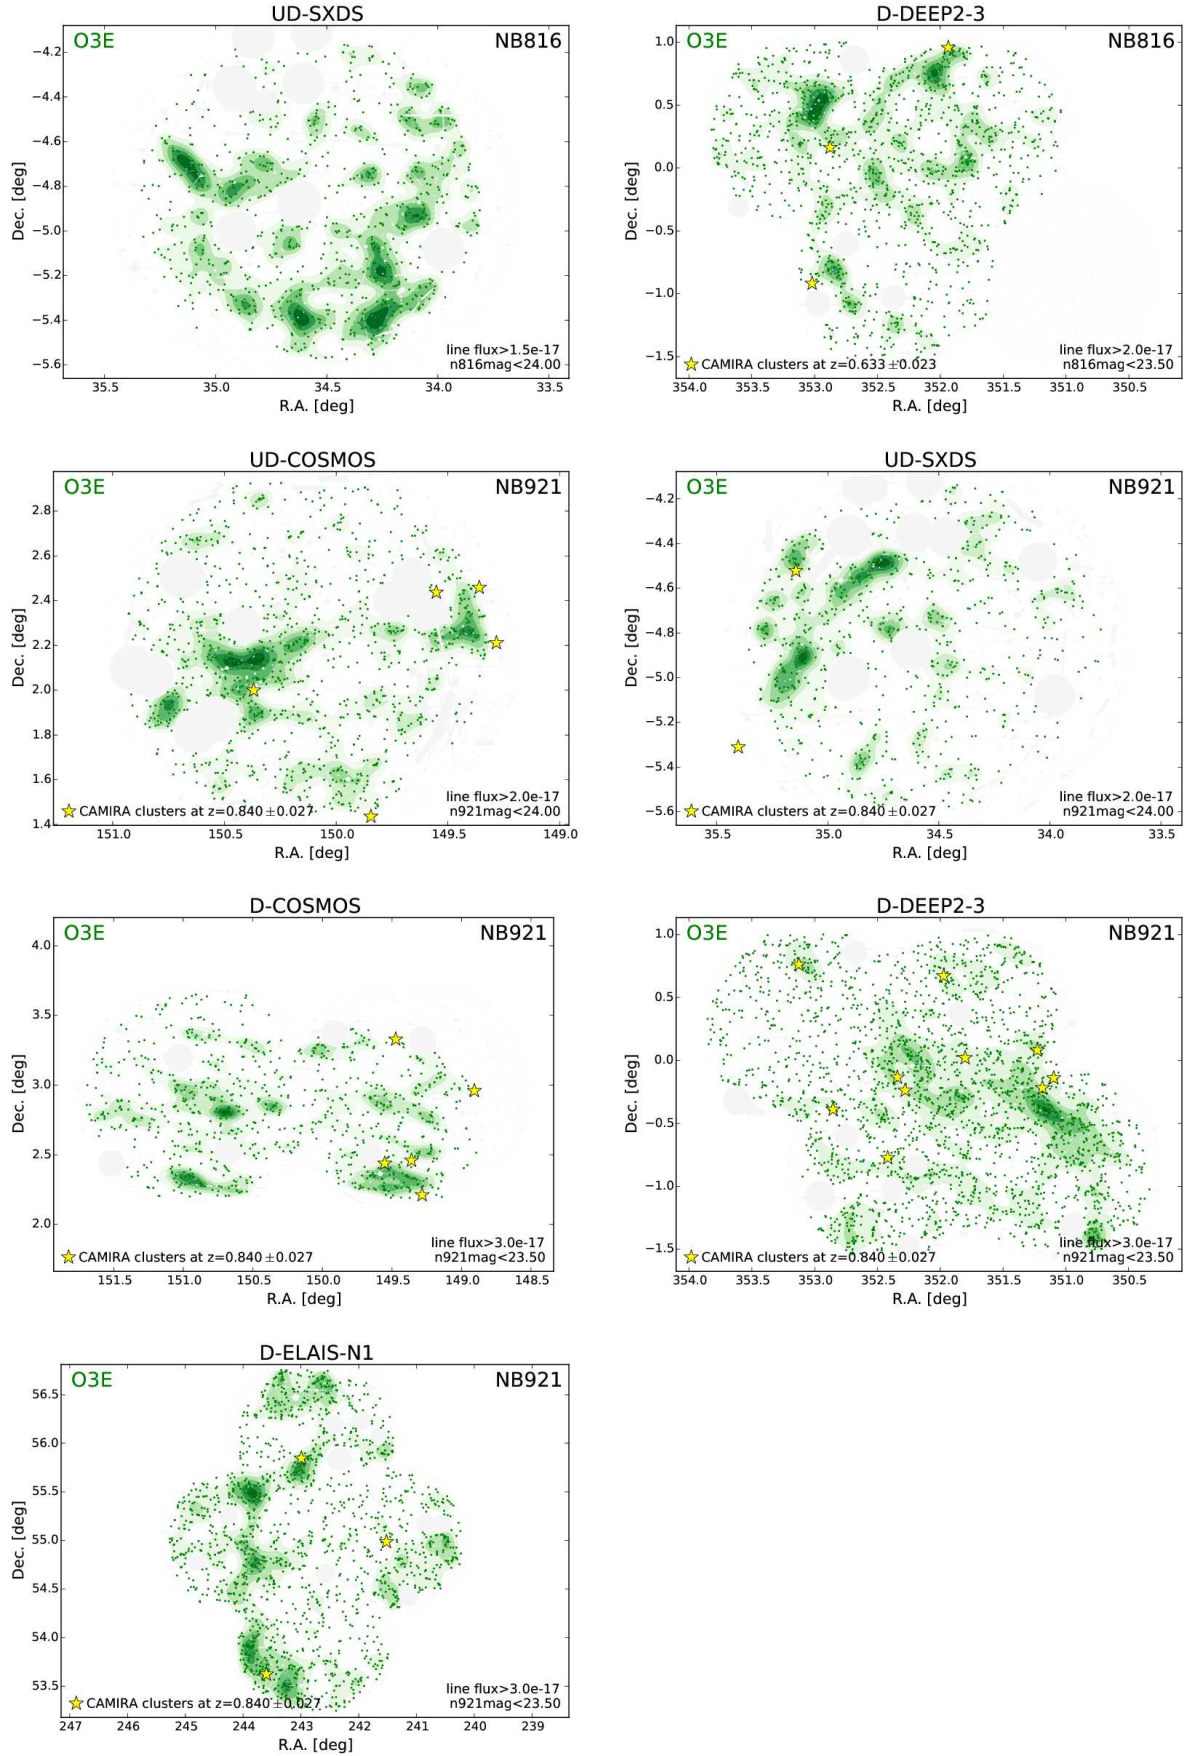 UD-SXDS
O3E
NB816
−4.2
−4.4
−4.6
−4.8
−5.0
−5.2
−5.4
−5.6
Dec. [deg]
line flux>1.5e-17
n816mag<24.00
35.5 35.0 34.5 34.0 33.5
R.A. [deg]
D-DEEP2-3
O3E
NB816
1.0
0.5
0.0
−0.5
−1.0
−1.5
Dec. [deg]
line flux>2.0e-17
CAMIRA clusters at z=0.633±0.023
n816mag<23.50
354.0 353.5 353.0 352.5 352.0 351.5 351.0 350.5
R.A. [deg]
UD-COSMOS
O3E
NB921
2.8
2.6
2.4
2.2
2.0
1.8
1.6
1.4
Dec. [deg]
line flux>2.0e-17
CAMIRA clusters at z=0.840±0.027
n921mag<24.00
151.0 150.5 150.0 149.5 149.0
R.A. [deg]
UD-SXDS
O3E
NB921
−4.2
−4.4
−4.6
−4.8
−5.0
−5.2
−5.4
−5.6
Dec. [deg]
line flux>2.0e-17
CAMIRA clusters at z=0.840±0.027
n921mag<24.00
35.5 35.0 34.5 34.0 33.5
R.A. [deg]
D-COSMOS
O3E
NB921
4.0
3.5
3.0
2.5
2.0
Dec. [deg]
line flux>3.0e-17
CAMIRA clusters at z=0.840±0.027
n921mag<23.50
151.5 151.0 150.5 150.0 149.5 149.0 148.5
R.A. [deg]
D-DEEP2-3
O3E
NB921
1.0
0.5
0.0
−0.5
−1.0
−1.5
Dec. [deg]
line flux>3.0e-17
CAMIRA clusters at z=0.840±0.027
n921mag<23.50
354.0 353.5 353.0 352.5 352.0 351.5 351.0 350.5
R.A. [deg]
D-ELAIS-N1
O3E
NB921
56.5
56.0
55.5
55.0
54.5
54.0
53.5
Dec. [deg]
line flux>3.0e-17
CAMIRA clusters at z=0.840±0.027
n921mag<23.50
247 246 245 244 243 242 241 240 239
R.A. [deg]